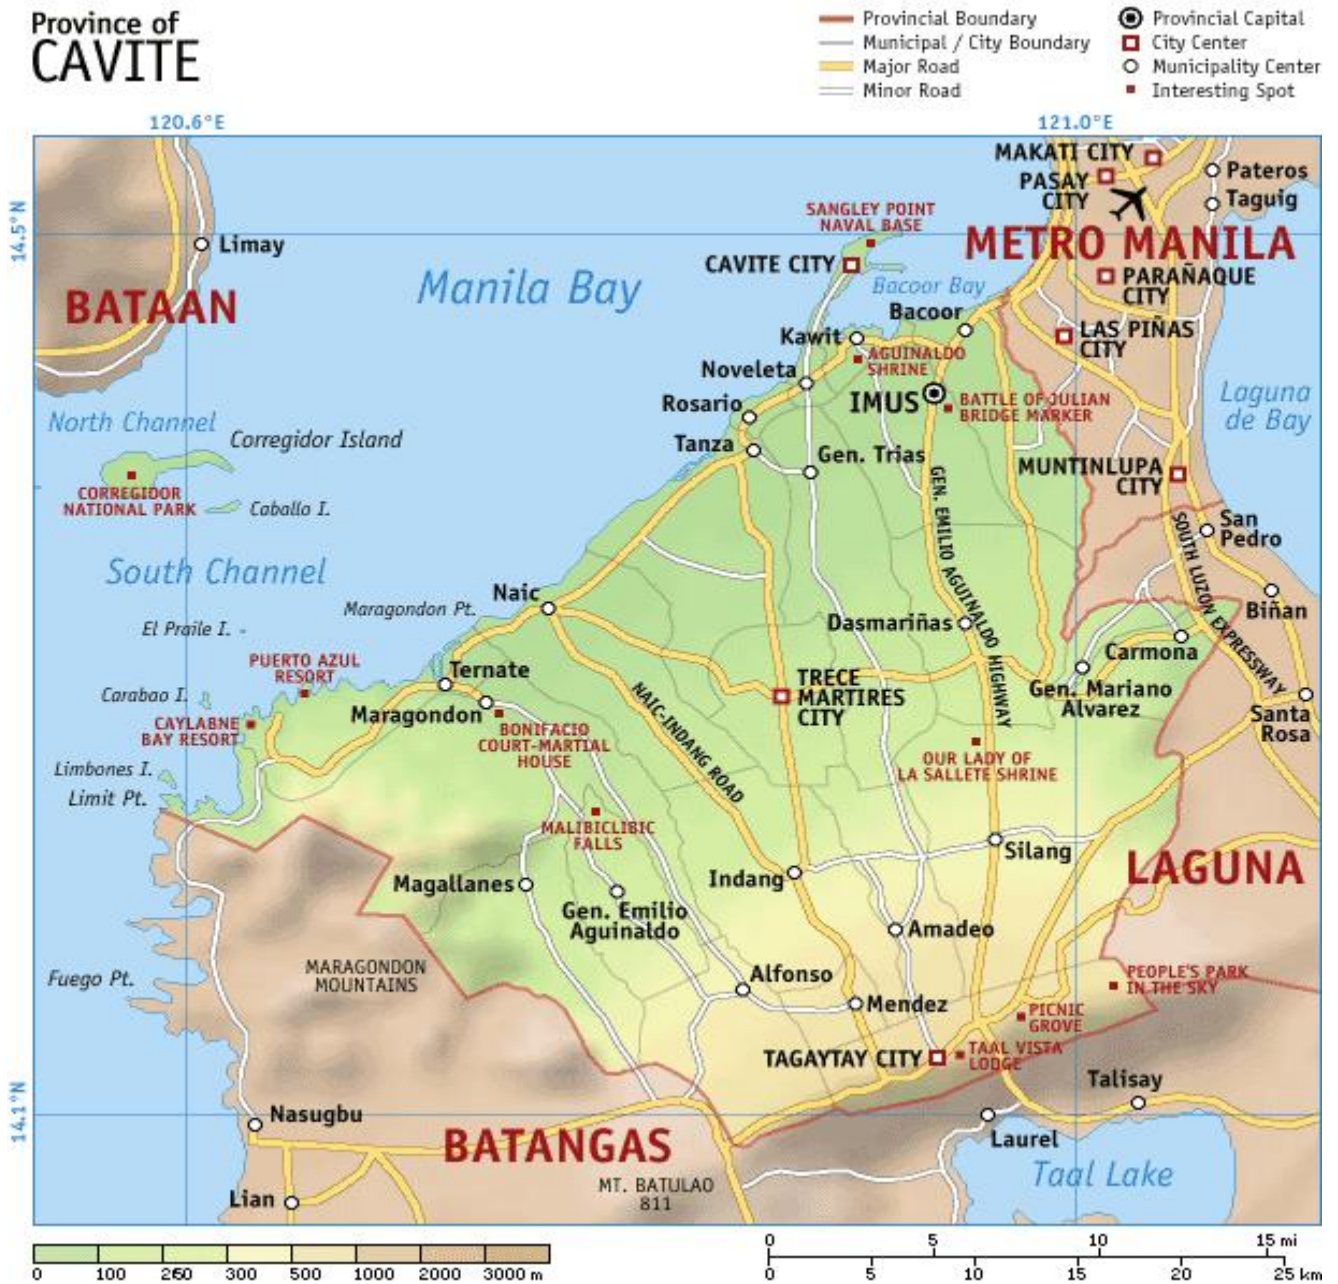 Province of
CAVITE
Provincial Boundary
Municipal / City Boundary
Major Road
Minor Road
Provincial Capital
City Center
Municipality Center
Interesting Spot
120.6°E
121.0°E
14.5°N
14.1°N
MAKATI CITY
PASAY
CITY
Pateros
Taguig
METRO MANILA
PARAÑAQUE
CITY
LAS PIÑAS
CITY
MUNTINLUPA
CITY
Laguna
de Bay
Limay
BATAAN
Manila Bay
SANGLEY POINT
NAVAL BASE
CAVITE CITY
Bacoor Bay
Bacoor
Kawit
AGUINALDO
SHRINE
Noveleta
IMUS
BATTLE OF JULIAN
BRIDGE MARKER
Rosario
Tanza
Gen. Trias
North Channel
Corregidor Island
CORREGIDOR
NATIONAL PARK
Caballo I.
South Channel
GEN. EMILIO AGUINALDO HIGHWAY
SOUTH LUZON EXPRESSWAY
San
Pedro
Biñan
Naic
Maragondon Pt.
El Praile I.
PUERTO AZUL
RESORT
Ternate
Carabao I.
Maragondon
CAYLABNE
BAY RESORT
BONIFACIO
COURT-MARTIAL
HOUSE
NAIC-INDANG ROAD
Dasmariñas
TRECE
MARTIRES
CITY
Carmona
Gen. Mariano
Alvarez
Santa
Rosa
OUR LADY OF
LA SALLETE SHRINE
Limbones I.
Limit Pt.
MALIBICLIBIC
FALLS
Silang
LAGUNA
Magallanes
Indang
Gen. Emilio
Aguinaldo
Amadeo
MARAGONDON
MOUNTAINS
Fuego Pt.
Alfonso
Mendez
PEOPLE'S PARK
IN THE SKY
PICNIC
GROVE
TAGAYTAY CITY
TAAL VISTA
LODGE
Talisay
Nasugbu
BATANGAS
Laurel
Taal Lake
MT. BATULAO
811
Lian
0 100 250 300 500 1000 2000 3000 m
0 5 10 15 mi
0 5 10 15 20 25 km